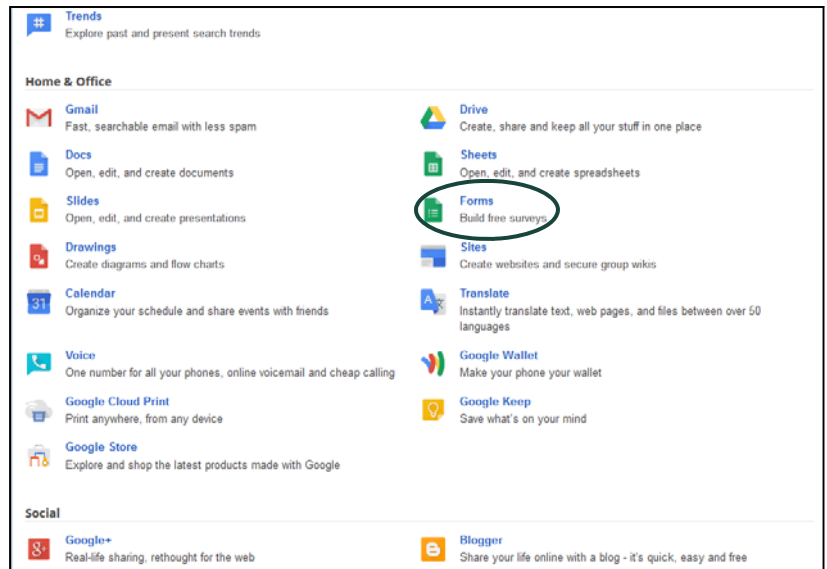 Trends
Explore past and present search trends
Home & Office
Gmail
Fast, searchable email with less spam
Drive
Create, share and keep all your stuff in one place
Docs
Open, edit, and create documents
Sheets
Open, edit, and create spreadsheets
Slides
Open, edit, and create presentations
Forms
Build free surveys
Drawings
Create diagrams and flow charts
Sites
Create websites and secure group wikis
31
Calendar
Organize your schedule and share events with friends
A
文
Translate
Instantly translate text, web pages, and files between over 50
languages
Voice
One number for all your phones, online voicemail and cheap calling
Google Wallet
Make your phone your wallet
Google Cloud Print
Print anywhere, from any device
Google Keep
Save what's on your mind
Google Store
Explore and shop the latest products made with Google
Social
8+
Google+
Real-life sharing, rethought for the web
Blogger
Share your life online with a blog - it's quick, easy and free